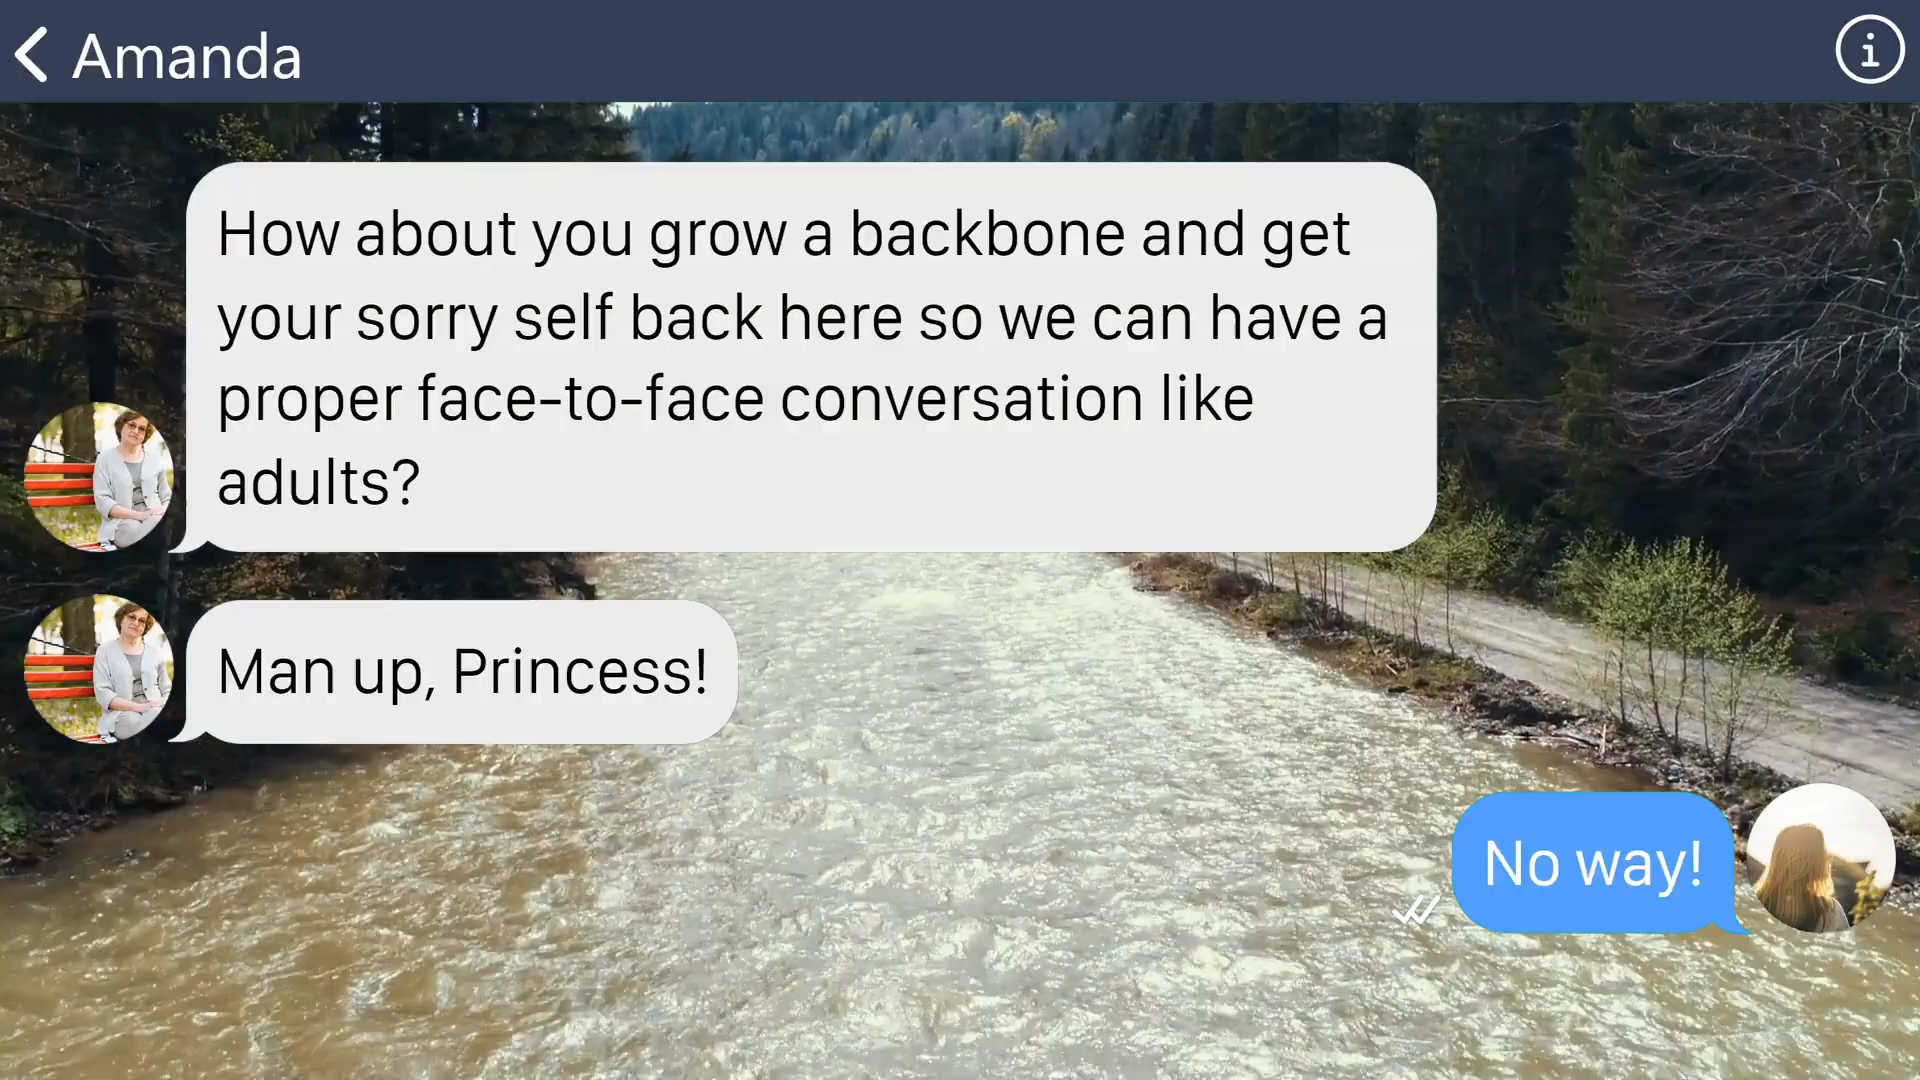 Amanda
How about you grow a backbone and get
your sorry self back here so we can have a
proper face-to-face conversation like
adults?
Man up, Princess!
No way!